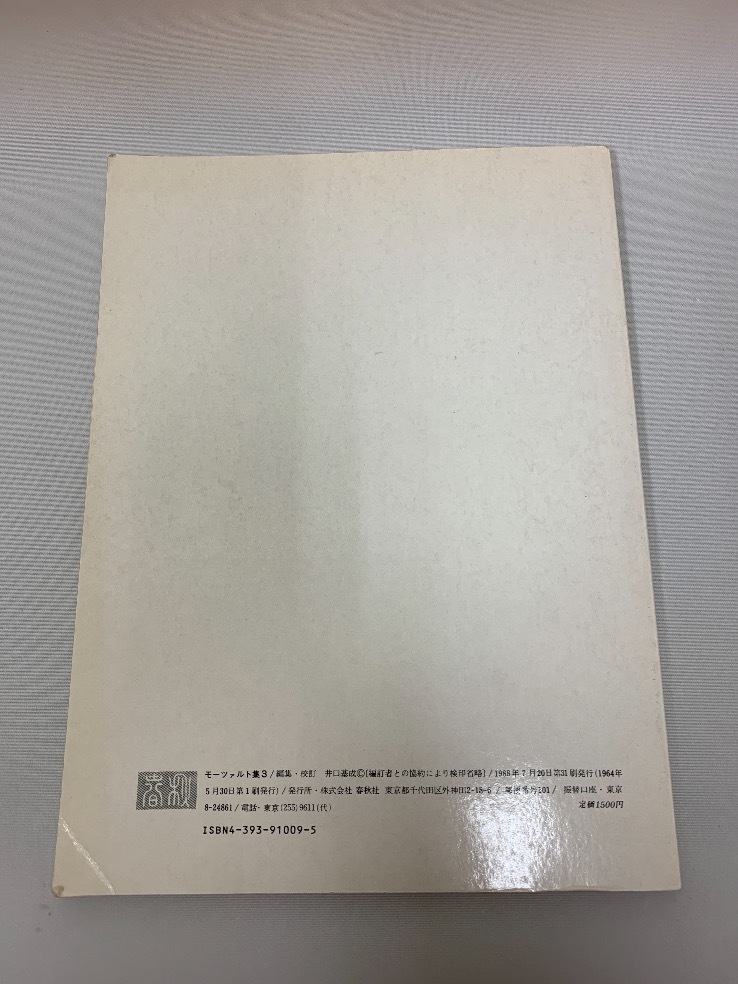 モーツァルト集3/編集・校訂 井口基成©〔編訂者との協約により検印省略〕/1988年7月20日第31刷発行(1964年
5月30日第1刷発行)/発行所・株式会社 春秋社 東京都千代田区外神田2-18-6/郵便番号101/振替口座・東京
8-24861/電話・東京(255)9611(代) 定価1500円
ISBN4-393-91009-5